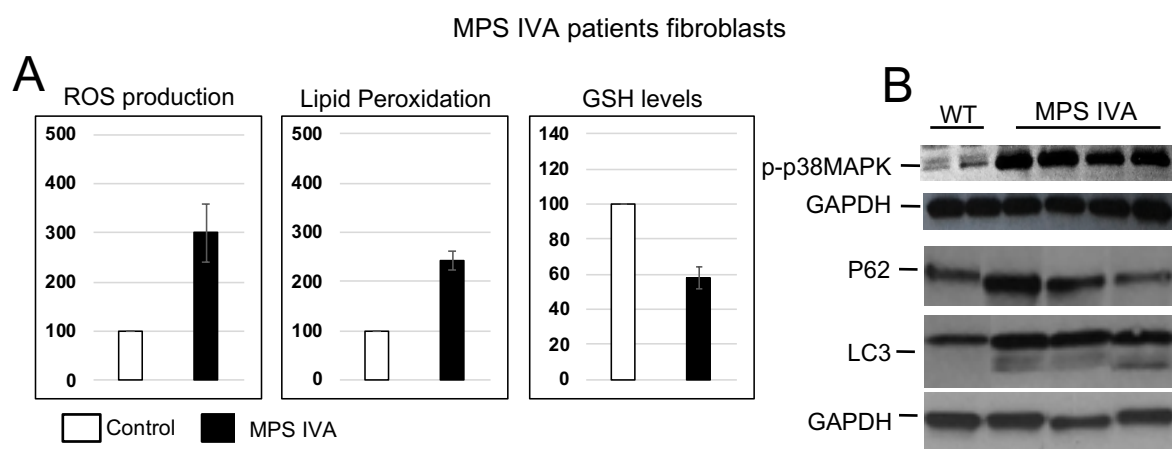 MPS IVA patients fibroblasts
A
ROS production
500
400
300
200
100
0
Lipid Peroxidation
500
400
300
200
100
0
GSH levels
140
120
100
80
60
40
20
0
Control
MPS IVA
B
WT
MPS IVA
p-p38MAPK
GAPDH
P62
LC3
GAPDH